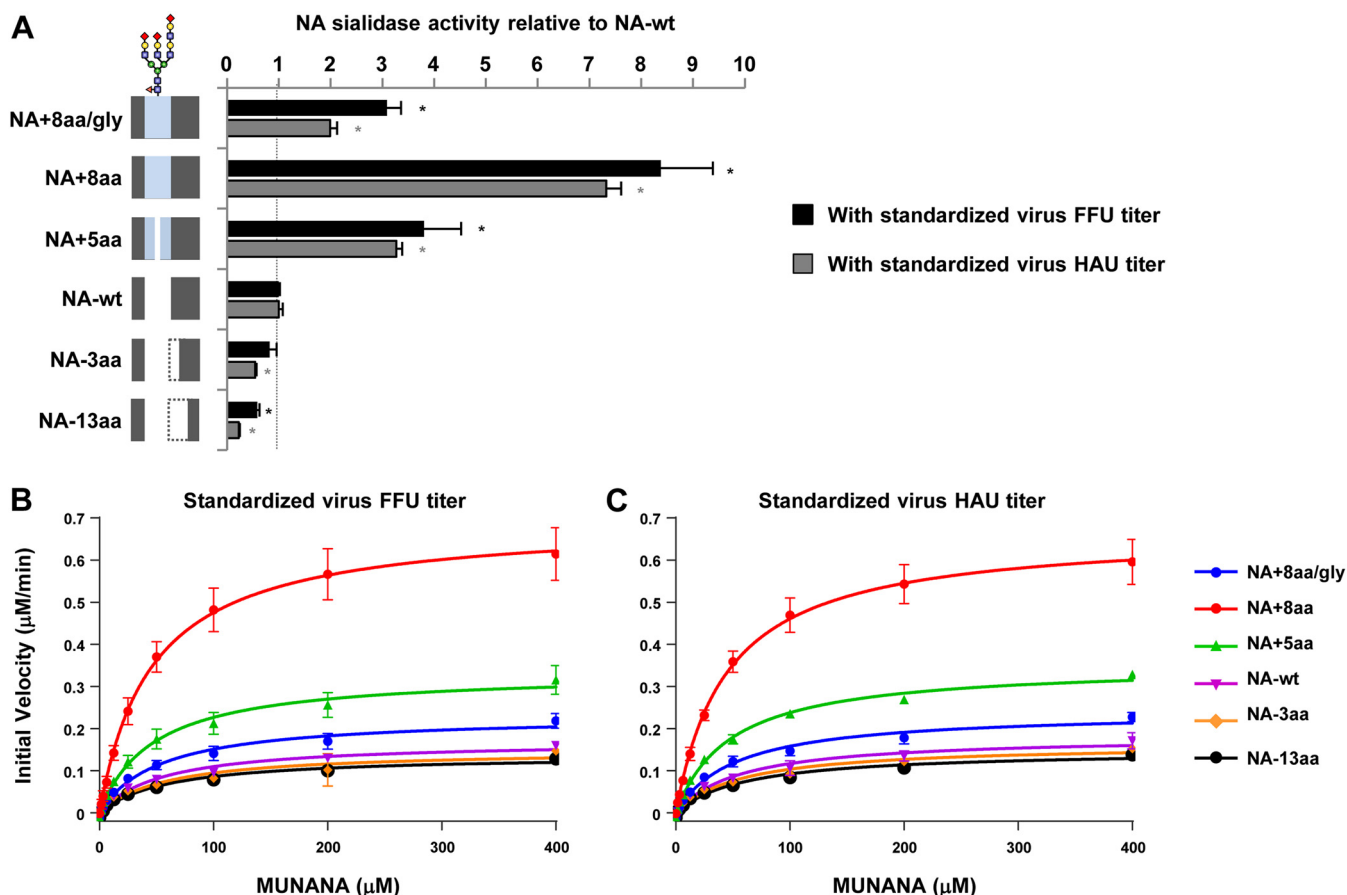 A
NA sialidase activity relative to NA-wt
0 1 2 3 4 5 6 7 8 9 10
NA+8aa/gly
*
*
NA+8aa
*
*
NA+5aa
*
*
NA-wt
NA-3aa
*
NA-13aa
*
*
With standardized virus FFU titer
With standardized virus HAU titer
B
Standardized virus FFU titer
Initial Velocity (µM/min)
0.7
0.6
0.5
0.4
0.3
0.2
0.1
0
0 100 200 300 400
MUNANA (µM)
C
Standardized virus HAU titer
0.7
0.6
0.5
0.4
0.3
0.2
0.1
0
0 100 200 300 400
MUNANA (µM)
NA+8aa/gly
NA+8aa
NA+5aa
NA-wt
NA-3aa
NA-13aa